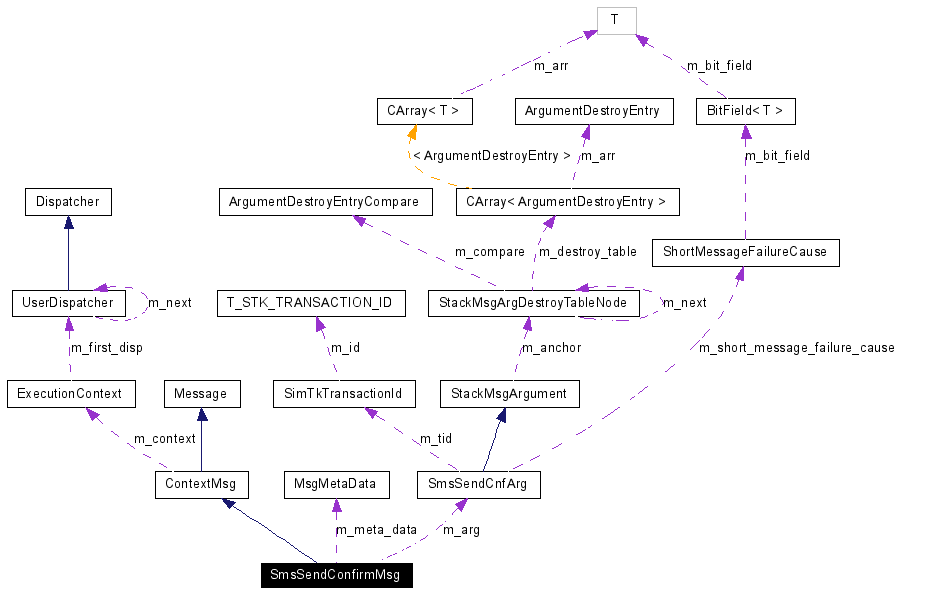 T
m_arr
m_bit_field
CArray< T >
ArgumentDestroyEntry
BitField< T >
< ArgumentDestroyEntry >
m_arr
m_bit_field
Dispatcher
ArgumentDestroyEntryCompare
CArray< ArgumentDestroyEntry >
m_compare
m_destroy_table
ShortMessageFailureCause
UserDispatcher
m_next
T_STK_TRANSACTION_ID
StackMsgArgDestroyTableNode
m_next
m_first_disp
m_id
m_anchor
m_short_message_failure_cause
ExecutionContext
Message
SimTkTransactionId
StackMsgArgument
m_context
m_tid
ContextMsg
MsgMetaData
SmsSendCnfArg
m_meta_data
m_arg
SmsSendConfirmMsg